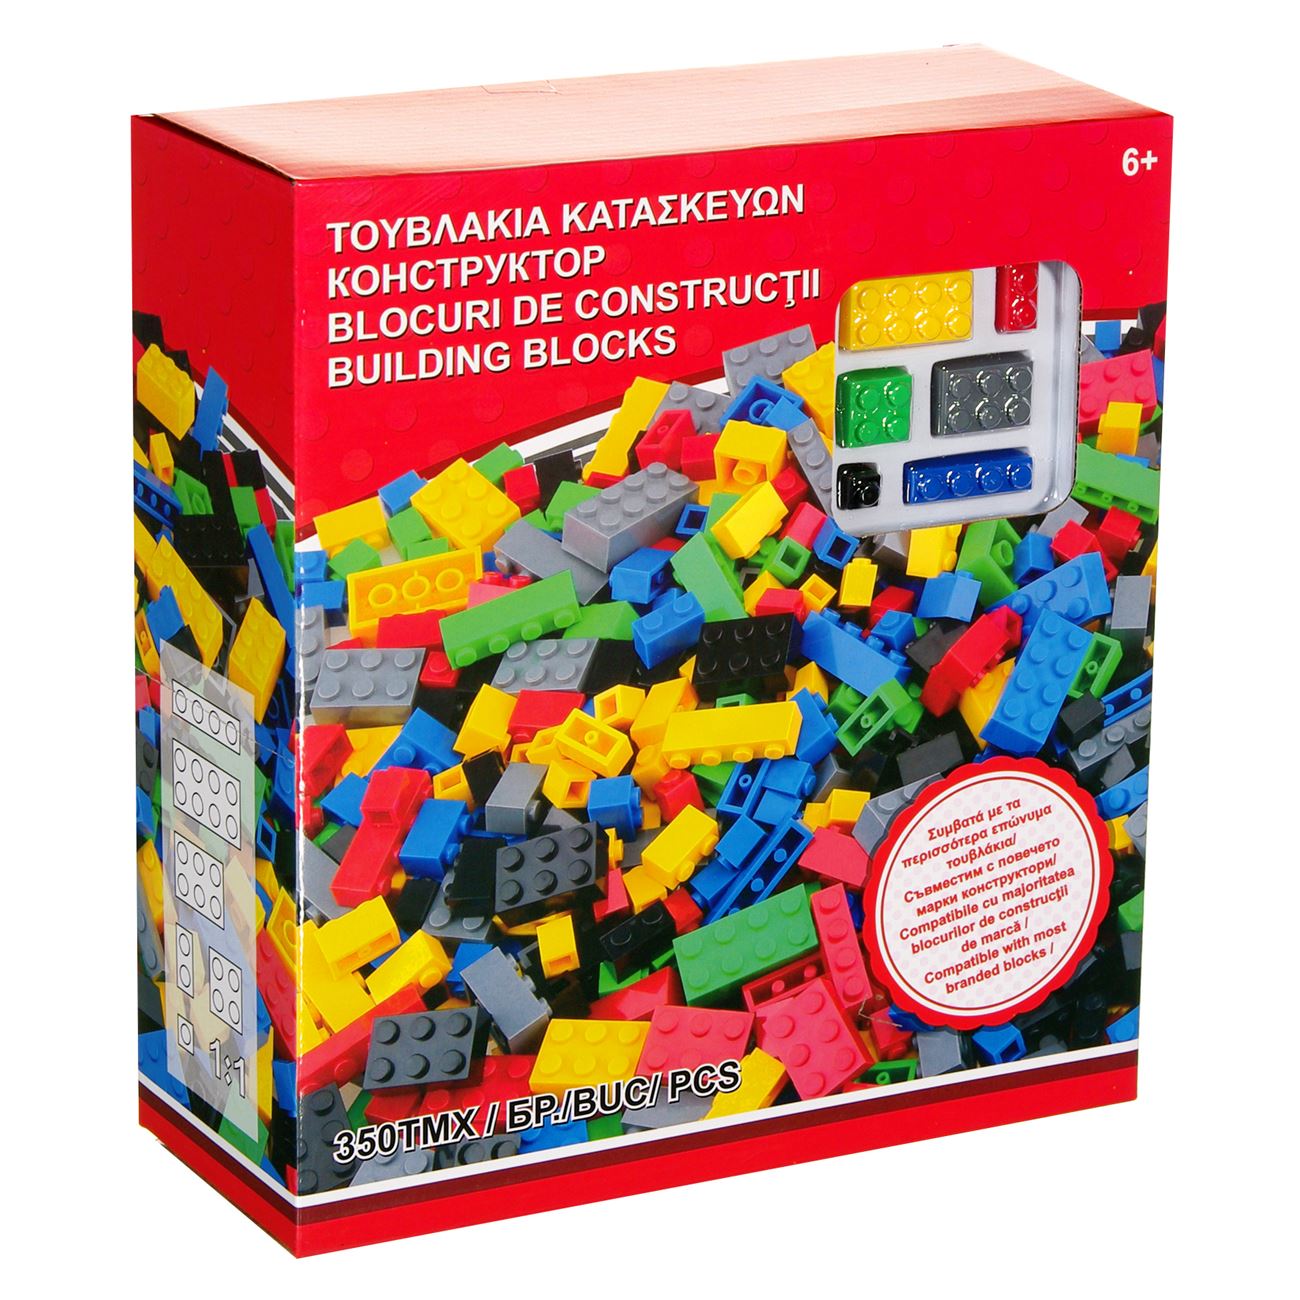 6+
ΤΟΥΒΛΑΚΙΑ ΚΑΤΑΣΚΕΥΩΝ
КОНСТРУКТОР
BLOCURI DE CONSTRUCŢII
BUILDING BLOCKS
Συμβατά με τα
περισσότερα επώνυμα
τουβλάκια/
Съвместим с повечето
марки конструктори/
Compatibile cu majoritatea
blocurilor de construcţii
de marcă /
Compatible with most
branded blocks /
1:1
350ΤΜΧ / БР./BUC/ PCS